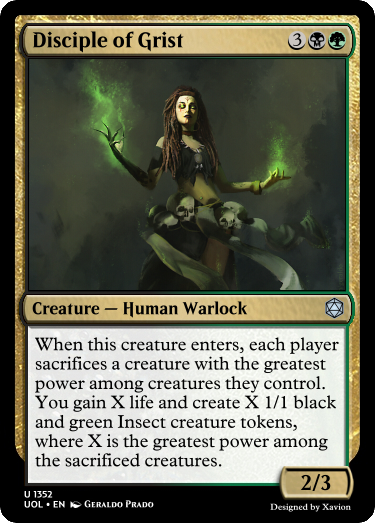 Disciple of Grist 3
Creature — Human Warlock
When this creature enters, each player
sacrifices a creature with the greatest
power among creatures they control.
You gain X life and create X 1/1 black
and green Insect creature tokens,
where X is the greatest power among
the sacrificed creatures.
2/3
U 1352
UOL • EN Geraldo Prado
Designed by Xavion